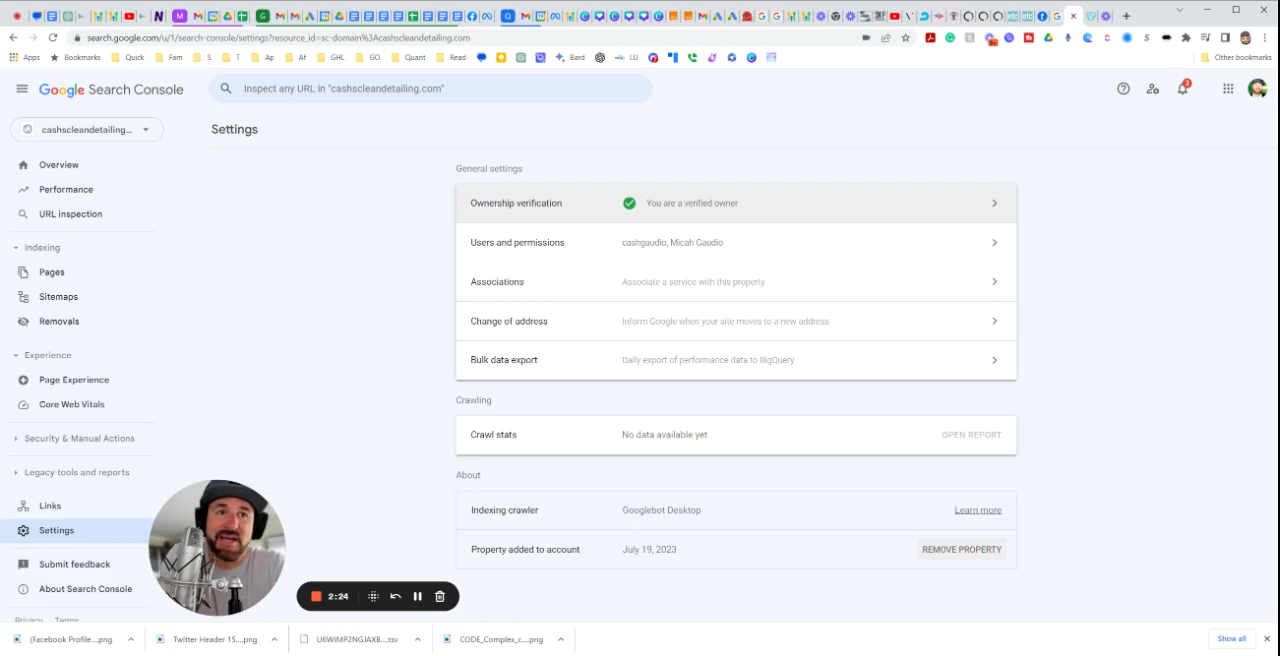 search.google.com/u/1/search-console/settings?resource_id=sc-domain%3Acashscleandetailing.com
Apps Bookmarks Quick Fam S T Ap Af GHL GO Quant Read Bard LU Other bookmarks
Google Search Console
Inspect any URL in "cashscleandetailing.com"
3
cashscleandetailing...
Settings
Overview
Performance
URL inspection
Indexing
Pages
Sitemaps
Removals
Experience
Page Experience
Core Web Vitals
Security & Manual Actions
Legacy tools and reports
Links
Settings
Submit feedback
About Search Console
Privacy Terms
General settings
Ownership verification You are a verified owner
Users and permissions cashgaudio, Micah Gaudio
Associations Associate a service with this property
Change of address Inform Google when your site moves to a new address
Bulk data export Daily export of performance data to BigQuery
Crawling
Crawl stats No data available yet OPEN REPORT
About
Indexing crawler Googlebot Desktop Learn more
Property added to account July 19, 2023 REMOVE PROPERTY
2:24
(Facebook Profile....png Twitter Header 15....png U6WIMP2NGJAXB....tsv CODE_Complex_c....png Show all